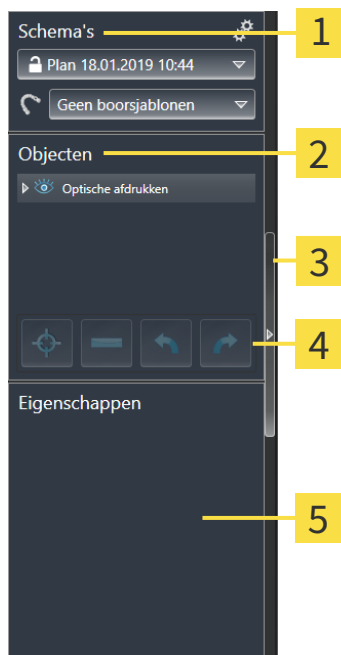 Schema's
1
Plan 18.01.2019 10:44
Geen boorsjablonen
Objecten
2
Optische afdrukken
3
4
Eigenschappen
5